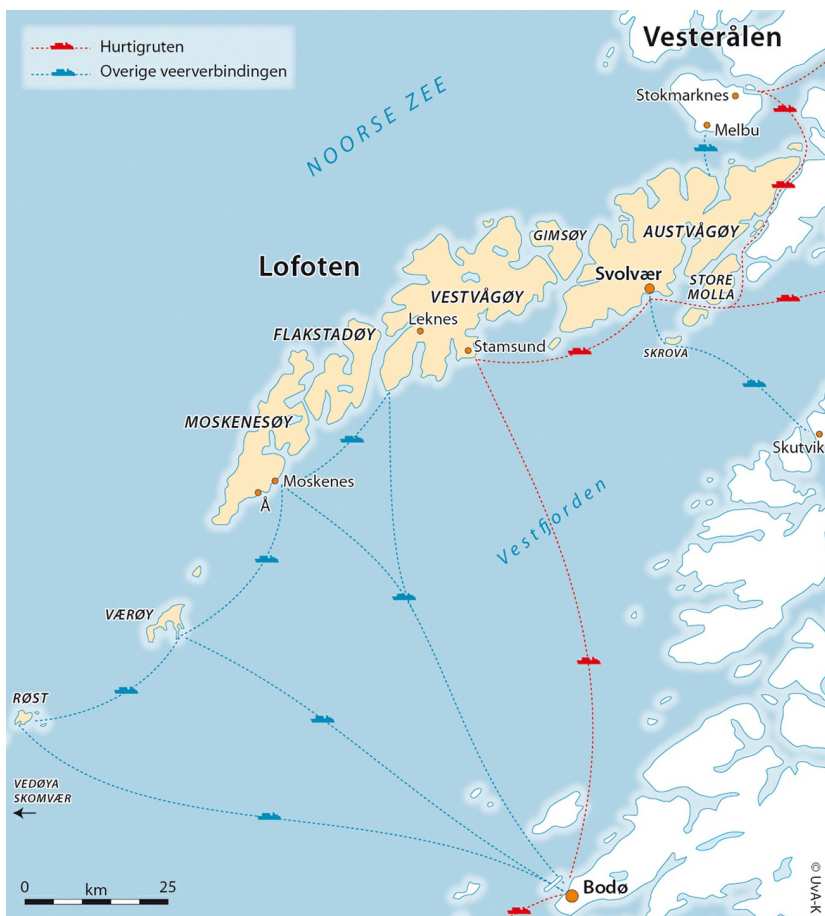 Hurtigruten
Overige veerverbindingen
Vesterålen
Stokmarknes
Melbu
NOORSE ZEE
GIMSØY
AUSTVÅGØY
Lofoten
Svolvær
STORE
MOLLA
VESTVÅGØY
Leknes
FLAKSTADØY
Stamsund
SKROVA
MOSKENESØY
Skutvik
Moskenes
Å
Vestfjorden
VÆRØY
RØST
VEDØYA
SKOMVÆR
0 km 25
Bodø
© UvA-K